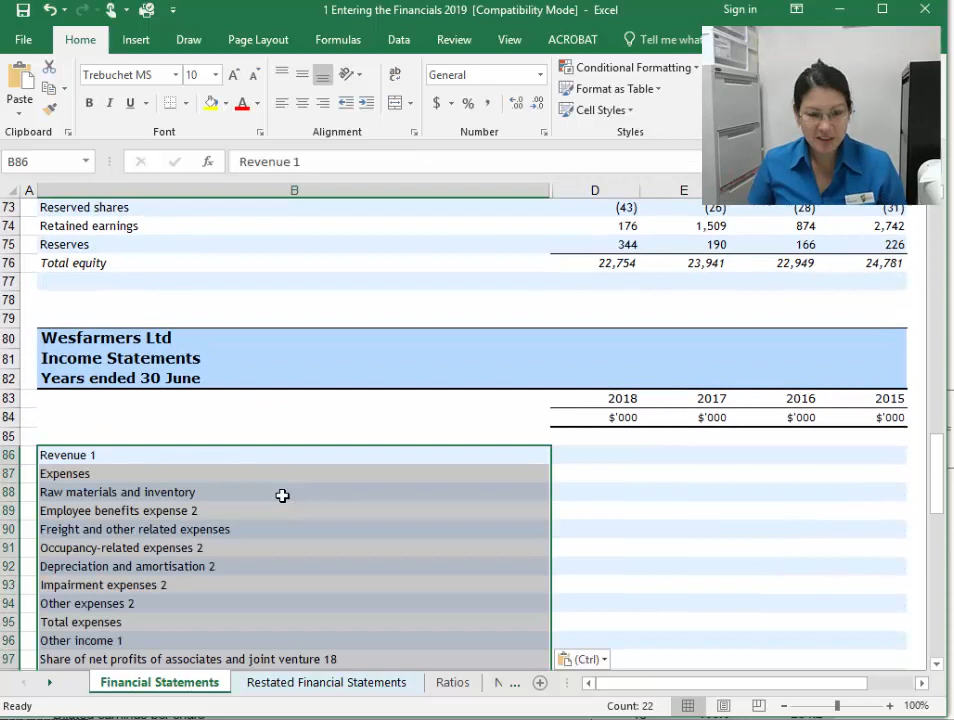 1 Entering the Financials 2019 [Compatibility Mode] - Excel
Sign in
File Home Insert Draw Page Layout Formulas Data Review View ACROBAT Tell me
Paste
Trebuchet MS 10
General
Conditional Formatting
Format as Table
Cell Styles
Clipboard Font Alignment Number Styles
B86 fx Revenue 1
A B D E
73 Reserved shares (43) (26) (28) (31)
74 Retained earnings 176 1,509 874 2,742
75 Reserves 344 190 166 226
76 Total equity 22,754 23,941 22,949 24,781
77
78
79
80 Wesfarmers Ltd
81 Income Statements
82 Years ended 30 June
83 2018 2017 2016 2015
84 $'000 $'000 $'000 $'000
85
86 Revenue 1
87 Expenses
88 Raw materials and inventory
89 Employee benefits expense 2
90 Freight and other related expenses
91 Occupancy-related expenses 2
92 Depreciation and amortisation 2
93 Impairment expenses 2
94 Other expenses 2
95 Total expenses
96 Other income 1
97 Share of net profits of associates and joint venture 18
(Ctrl)
Financial Statements Restated Financial Statements Ratios ...
Ready Count: 22 100%